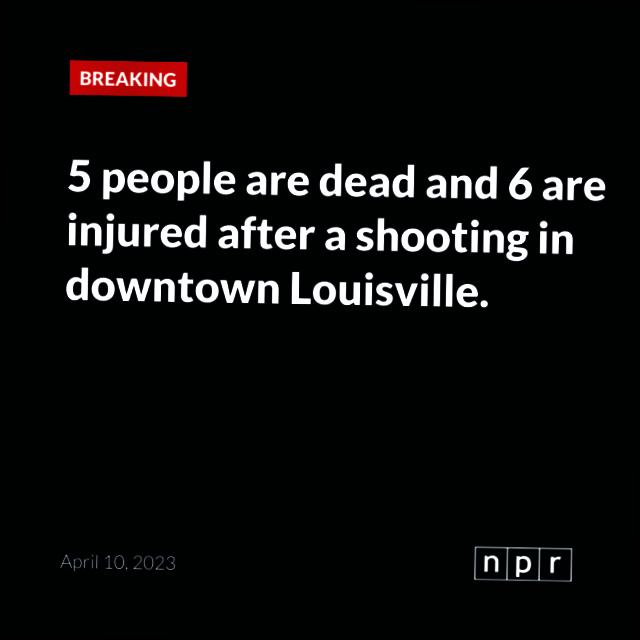 BREAKING
5 people are dead and 6 are
injured after a shooting in
downtown Louisville.
April 10, 2023
npr